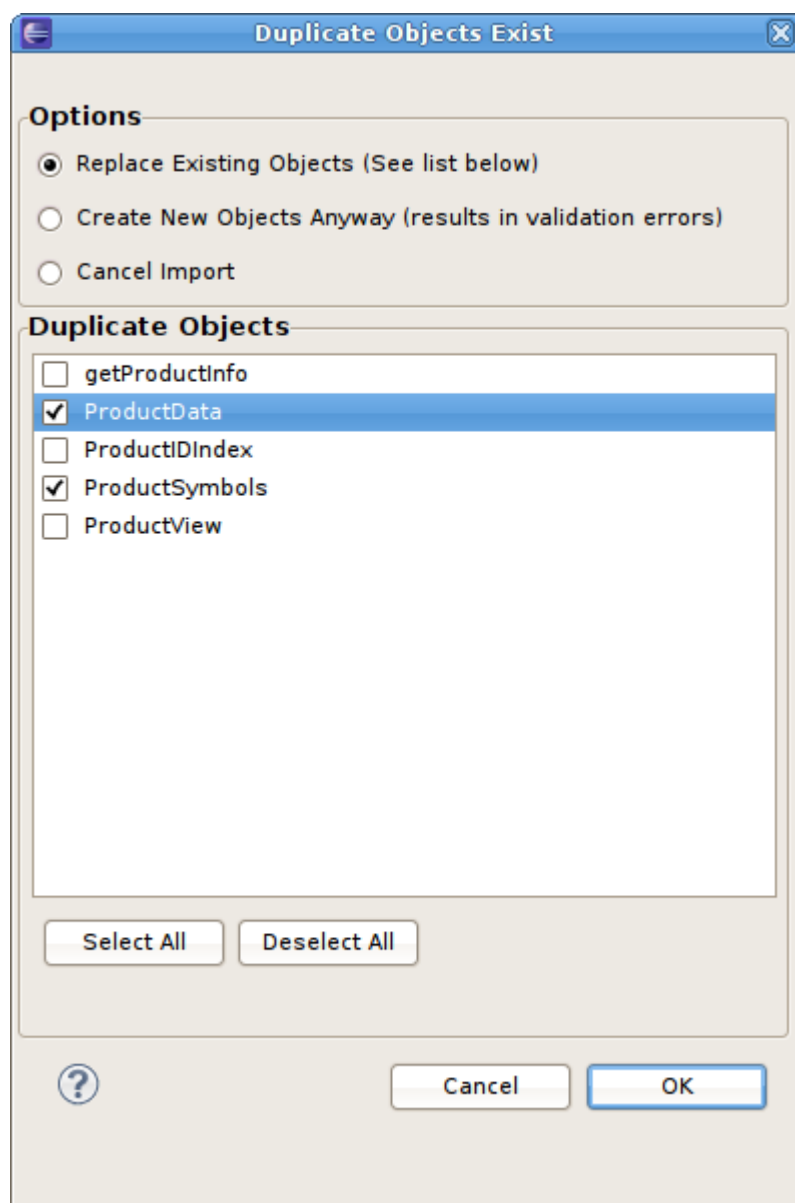 Duplicate Objects Exist
Options
Replace Existing Objects (See list below)
Create New Objects Anyway (results in validation errors)
Cancel Import
Duplicate Objects
getProductInfo
ProductData
ProductIDIndex
ProductSymbols
ProductView
Select All Deselect All
? Cancel OK